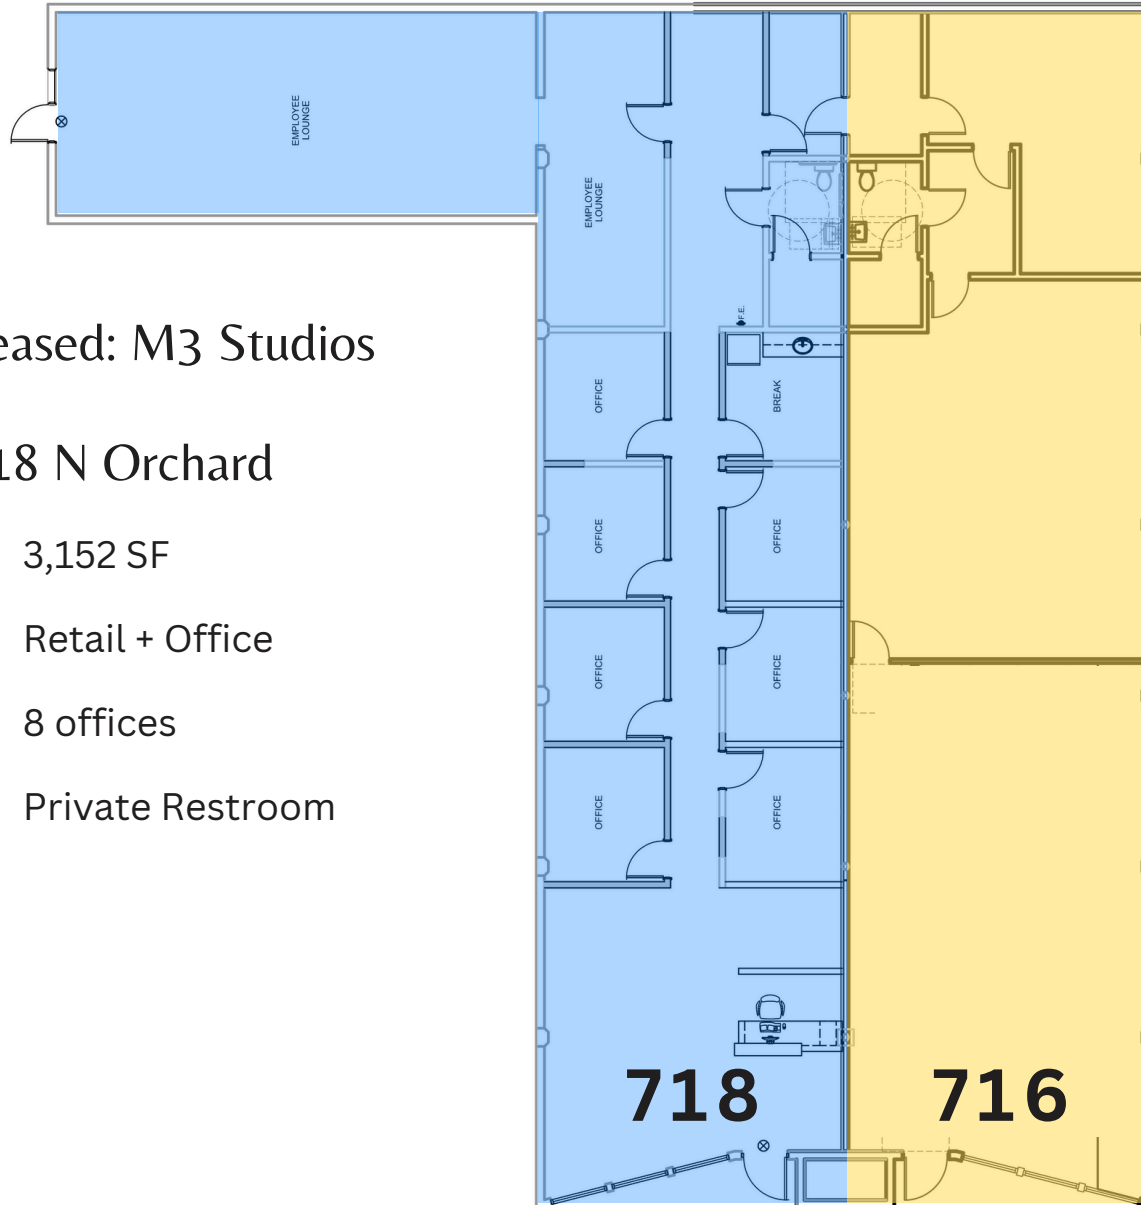 EMPLOYEE
LOUNGE
EMPLOYEE
LOUNGE
eased: M3 Studios
18 N Orchard
3,152 SF
Retail + Office
8 offices
Private Restroom
F.E.
OFFICE
BREAK
OFFICE
OFFICE
OFFICE
OFFICE
OFFICE
OFFICE
718
716